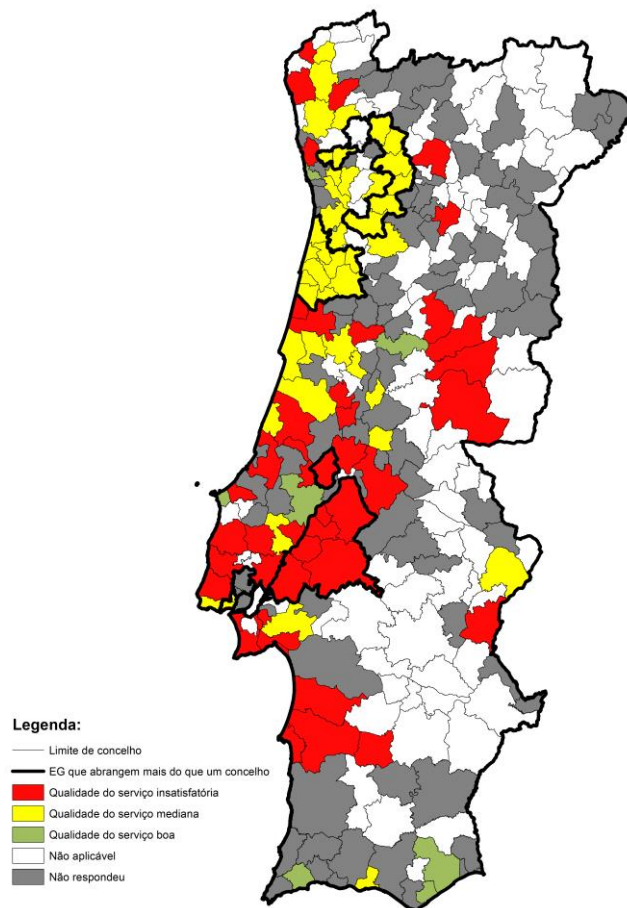 Legenda:
Limite de concelho
EG que abrangem mais do que um concelho
Qualidade do serviço insatisfatória
Qualidade do serviço mediana
Qualidade do serviço boa
Não aplicável
Não respondeu